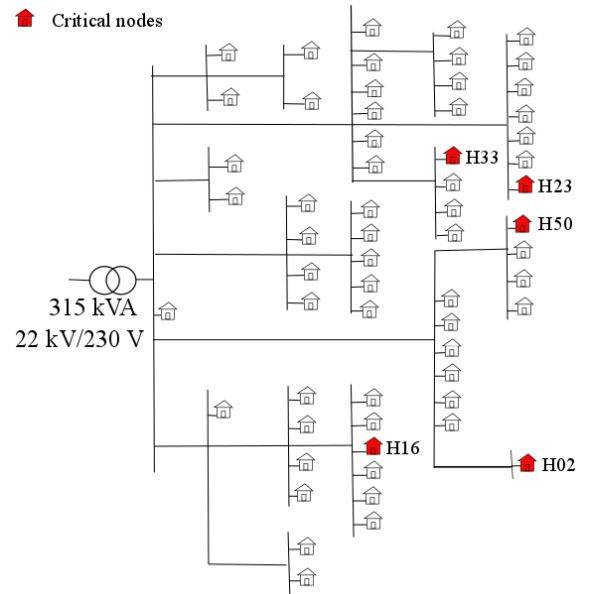 Critical nodes
H33
H23
H50
315 kVA
22 kV/230 V
H16
H02